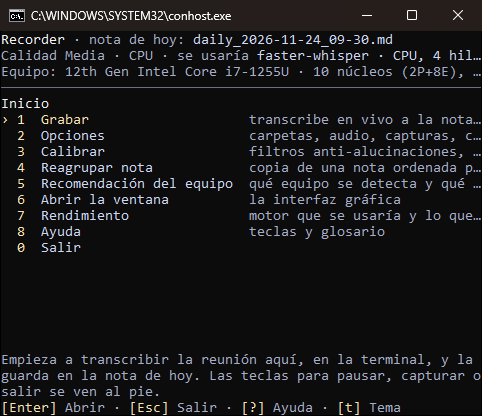 C:\WINDOWS\SYSTEM32\conhost.exe
Recorder · nota de hoy: daily_2026-11-24_09-30.md
Calidad Media · CPU · se usaría faster-whisper · CPU, 4 hil…
Equipo: 12th Gen Intel Core i7-1255U · 10 núcleos (2P+8E), …
Inicio
› 1 Grabar transcribe en vivo a la nota…
2 Opciones carpetas, audio, capturas, c…
3 Calibrar filtros anti-alucinaciones, …
4 Reagrupar nota copia de una nota ordenada p…
5 Recomendación del equipo qué equipo se detecta y qué …
6 Abrir la ventana la interfaz gráfica
7 Rendimiento motor que se usaría y lo que…
8 Ayuda teclas y glosario
0 Salir
Empieza a transcribir la reunión aquí, en la terminal, y la
guarda en la nota de hoy. Las teclas para pausar, capturar o
salir se ven al pie.
[Enter] Abrir · [Esc] Salir · [?] Ayuda · [t] Tema